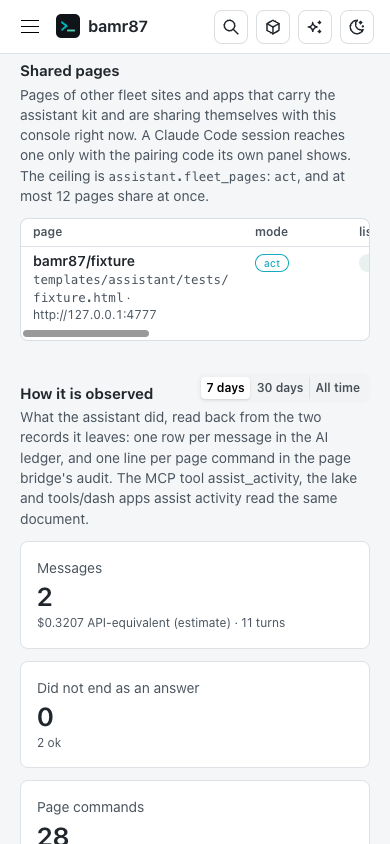 bamr87
Shared pages
Pages of other fleet sites and apps that carry the
assistant kit and are sharing themselves with this
console right now. A Claude Code session reaches
one only with the pairing code its own panel shows.
The ceiling is assistant.fleet_pages: act, and at
most 12 pages share at once.
page mode lis
bamr87/fixture act
templates/assistant/tests/
fixture.html ·
http://127.0.0.1:4777
How it is observed 7 days 30 days All time
What the assistant did, read back from the two
records it leaves: one row per message in the AI
ledger, and one line per page command in the page
bridge's audit. The MCP tool assist_activity, the lake
and tools/dash apps assist activity read the same
document.
Messages
2
$0.3207 API-equivalent (estimate) · 11 turns
Did not end as an answer
0
2 ok
Page commands
28